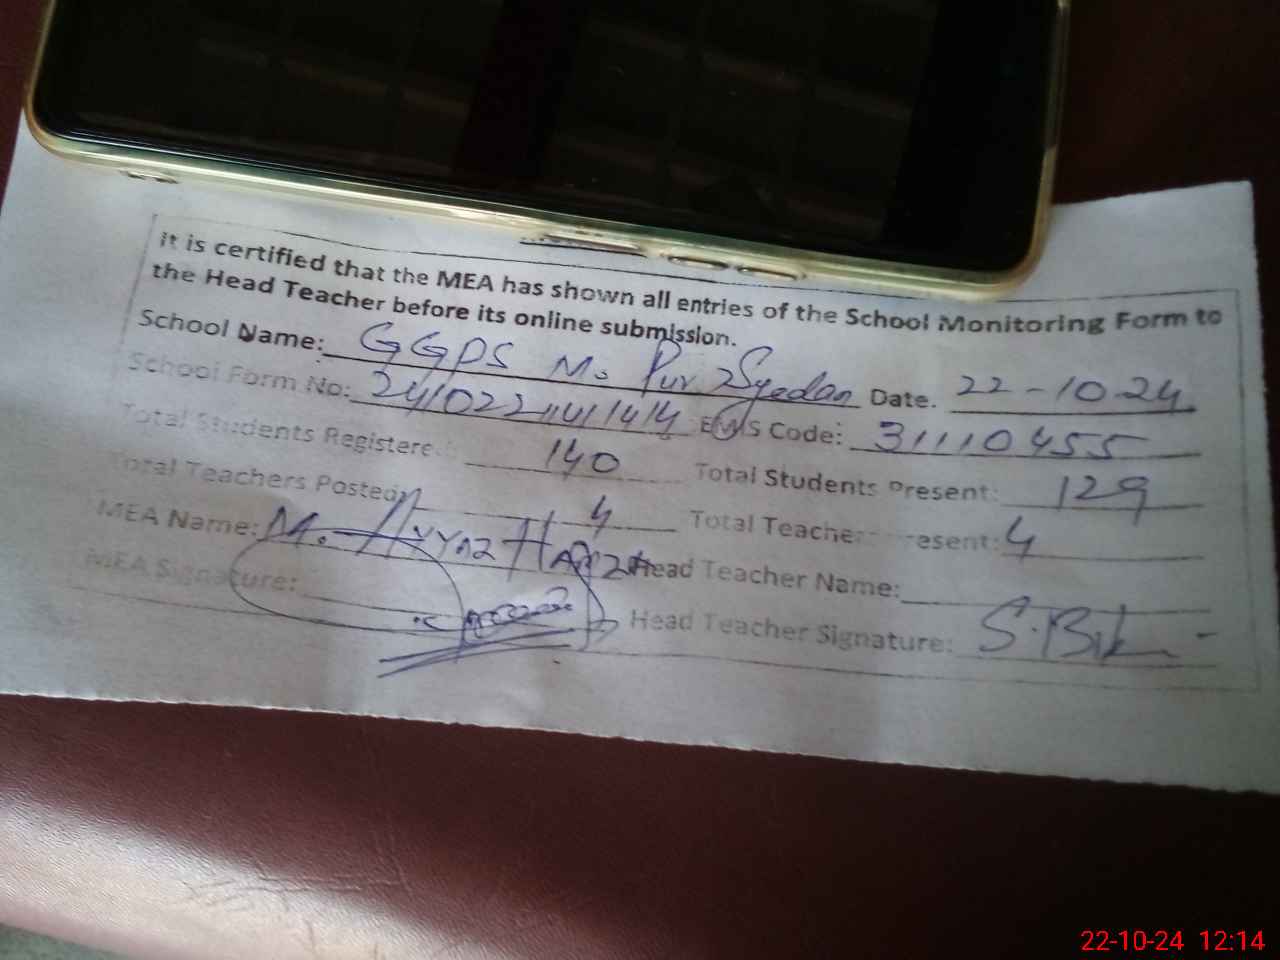 it is certified that the MEA has shown all entries of the School Monitoring Form to
the Head Teacher before its online submission.
School Name: GGPS M. Pur Syedan Date. 22-10-24
School Form No: EMIS Code: 31110455
Total Students Registered: 140 Total Students Present: 129
Total Teachers Posted: 4 Total Teachers Present: 4
MEA Name: M. Head Teacher Name:
MEA Signature: Head Teacher Signature:
22-10-24 12:14